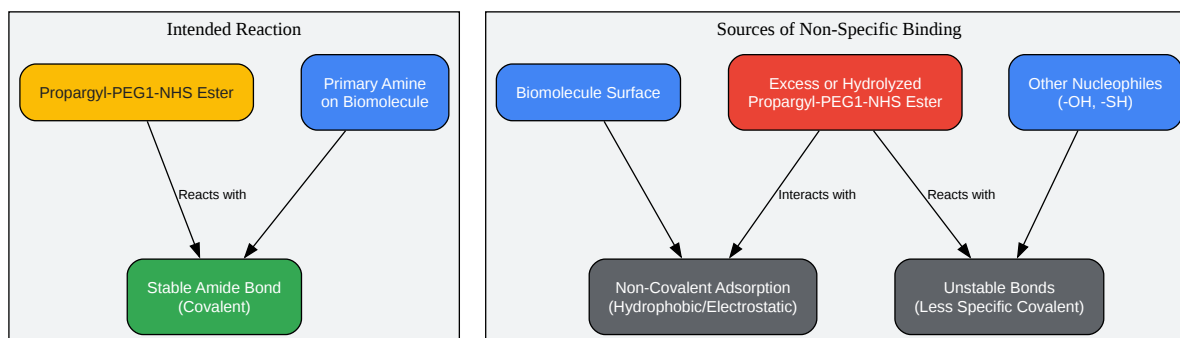 Intended Reaction
Propargyl-PEG1-NHS Ester
Primary Amine
on Biomolecule
Reacts with
Stable Amide Bond
(Covalent)
Sources of Non-Specific Binding
Biomolecule Surface
Excess or Hydrolyzed
Propargyl-PEG1-NHS Ester
Other Nucleophiles
(-OH, -SH)
Interacts with
Reacts with
Non-Covalent Adsorption
(Hydrophobic/Electrostatic)
Unstable Bonds
(Less Specific Covalent)